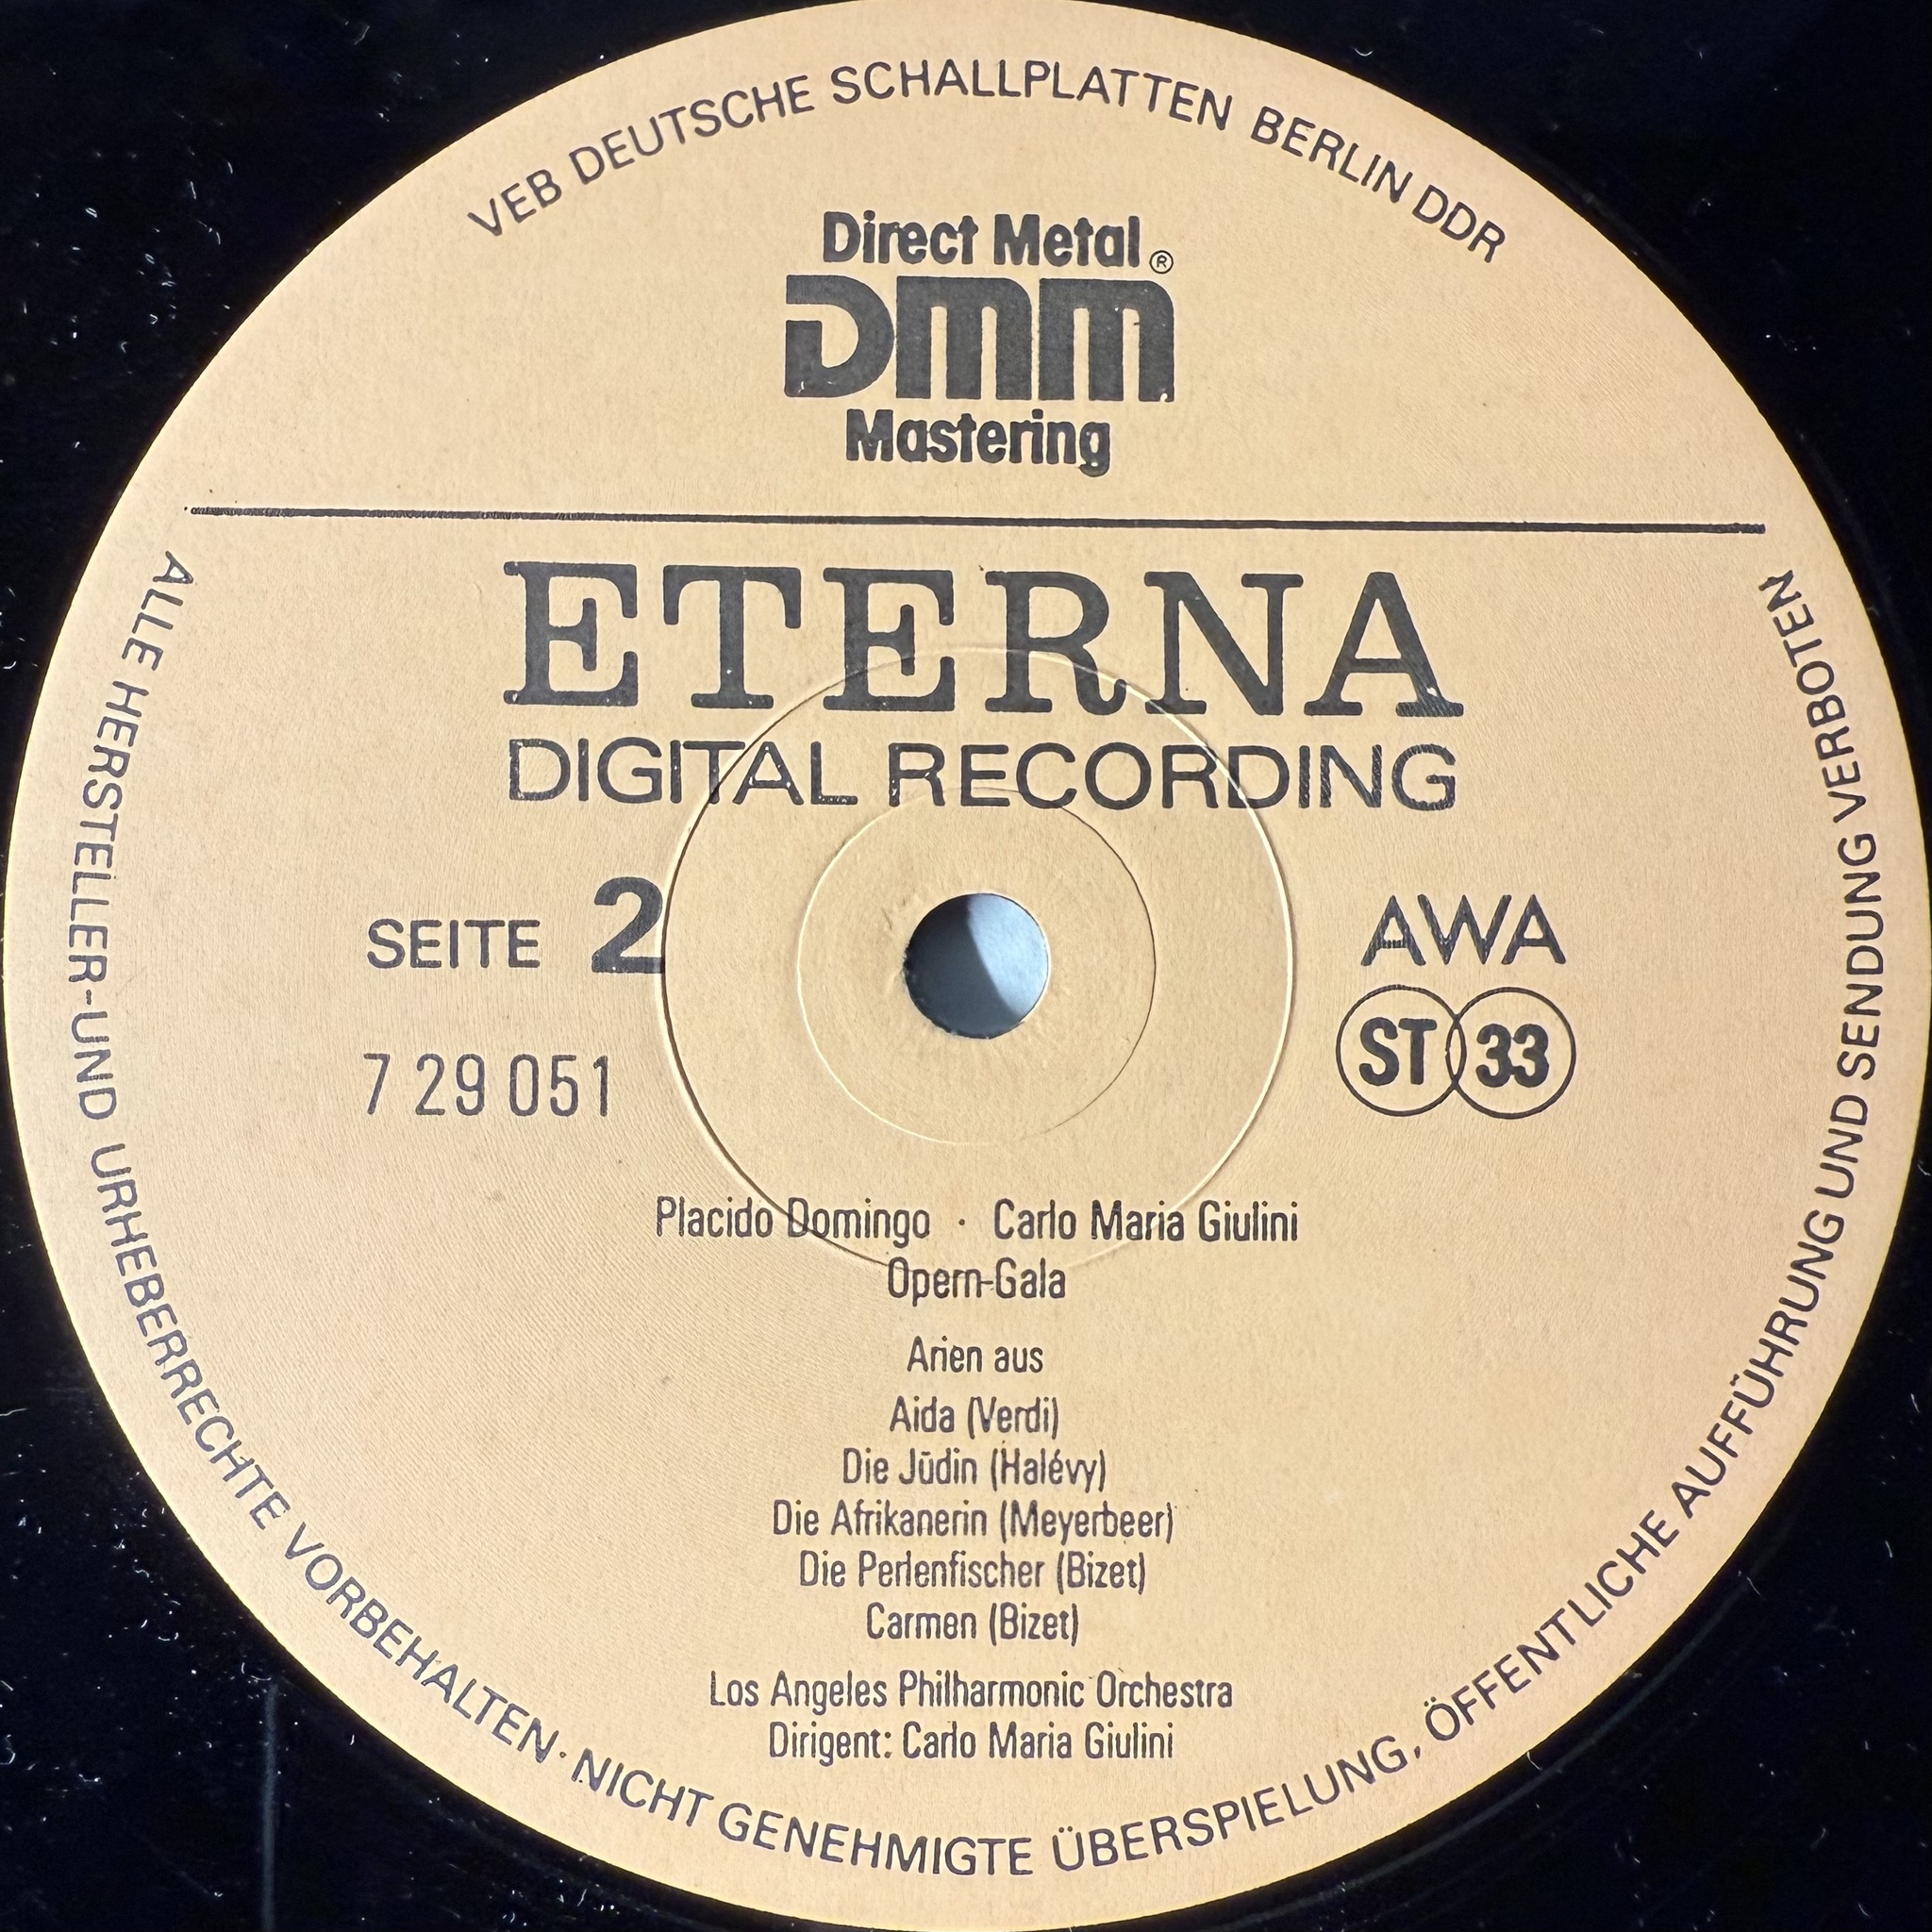 VEB DEUTSCHE SCHALLPLATTEN BERLIN DDR
Direct Metal ®
DMM
Mastering
ETERNA
DIGITAL RECORDING
SEITE 2
AWA
7 29 051
ST 33
Placido Domingo · Carlo Maria Giulini
Opern-Gala
Arien aus
Aida (Verdi)
Die Jüdin (Halévy)
Die Afrikanerin (Meyerbeer)
Die Perlenfischer (Bizet)
Carmen (Bizet)
Los Angeles Philharmonic Orchestra
Dirigent: Carlo Maria Giulini
ALLE HERSTELLER-UND URHEBERRECHTE VORBEHALTEN · NICHT GENEHMIGTE ÜBERSPIELUNG, ÖFFENTLICHE AUFFÜHRUNG UND SENDUNG VERBOTEN